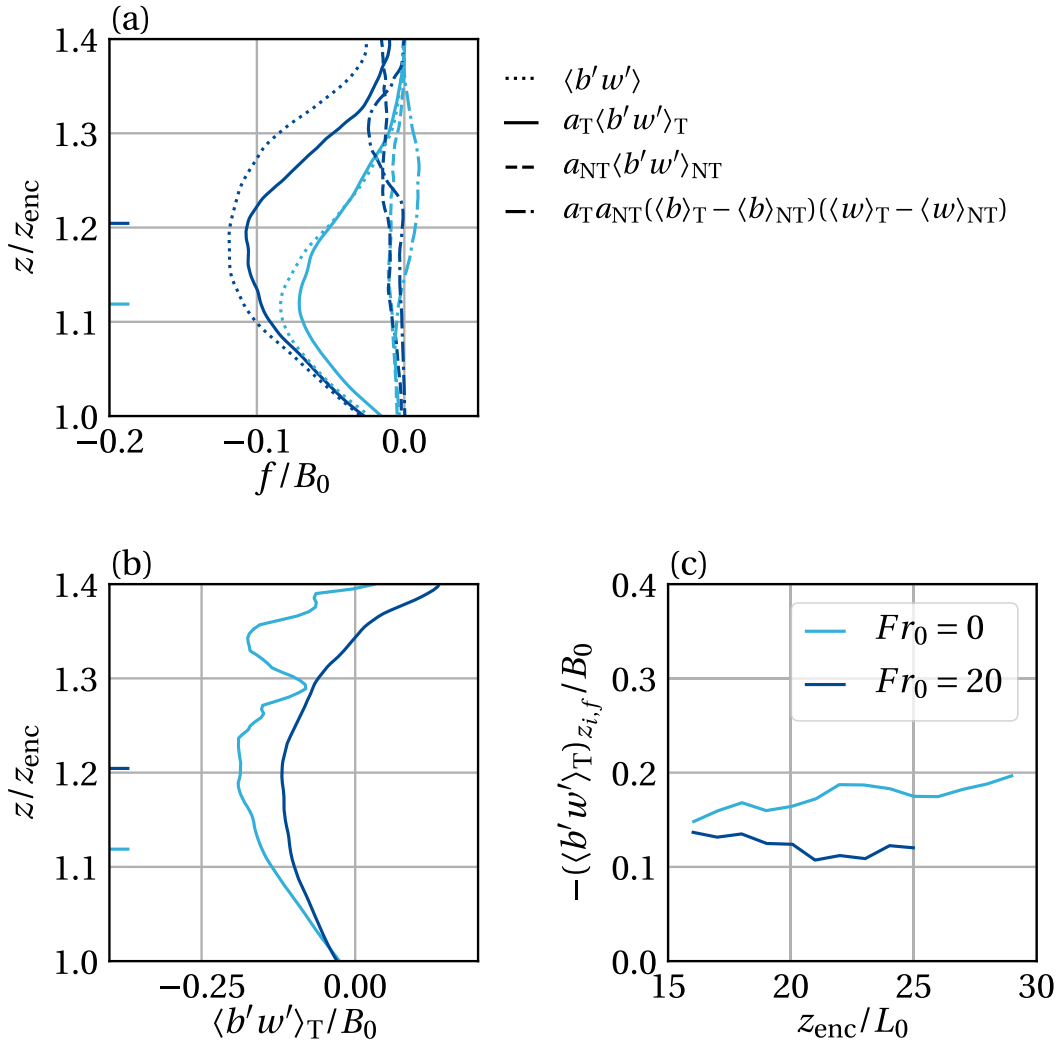 (a)
1.4
1.3
1.2
1.1
1.0
z/z_enc
−0.2
−0.1
0.0
f/B_0
⟨b′w′⟩
a_T⟨b′w′⟩_T
a_NT⟨b′w′⟩_NT
a_T a_NT(⟨b⟩_T − ⟨b⟩_NT)(⟨w⟩_T − ⟨w⟩_NT)
(b)
1.4
1.3
1.2
1.1
1.0
z/z_enc
−0.25
0.00
⟨b′w′⟩_T/B_0
(c)
0.4
0.3
0.2
0.1
0.0
−(⟨b′w′⟩_T)_{z_{i,f}}/B_0
Fr_0 = 0
Fr_0 = 20
15
20
25
30
z_enc/L_0